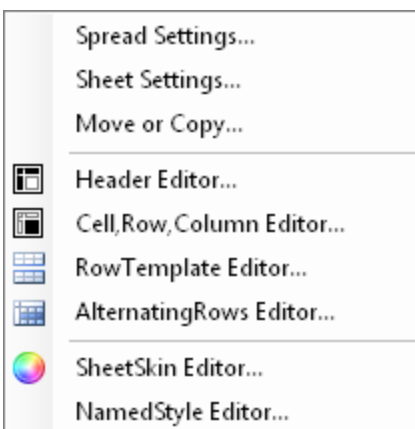 Spread Settings...
Sheet Settings...
Move or Copy...
Header Editor...
Cell,Row,Column Editor...
RowTemplate Editor...
AlternatingRows Editor...
SheetSkin Editor...
NamedStyle Editor...